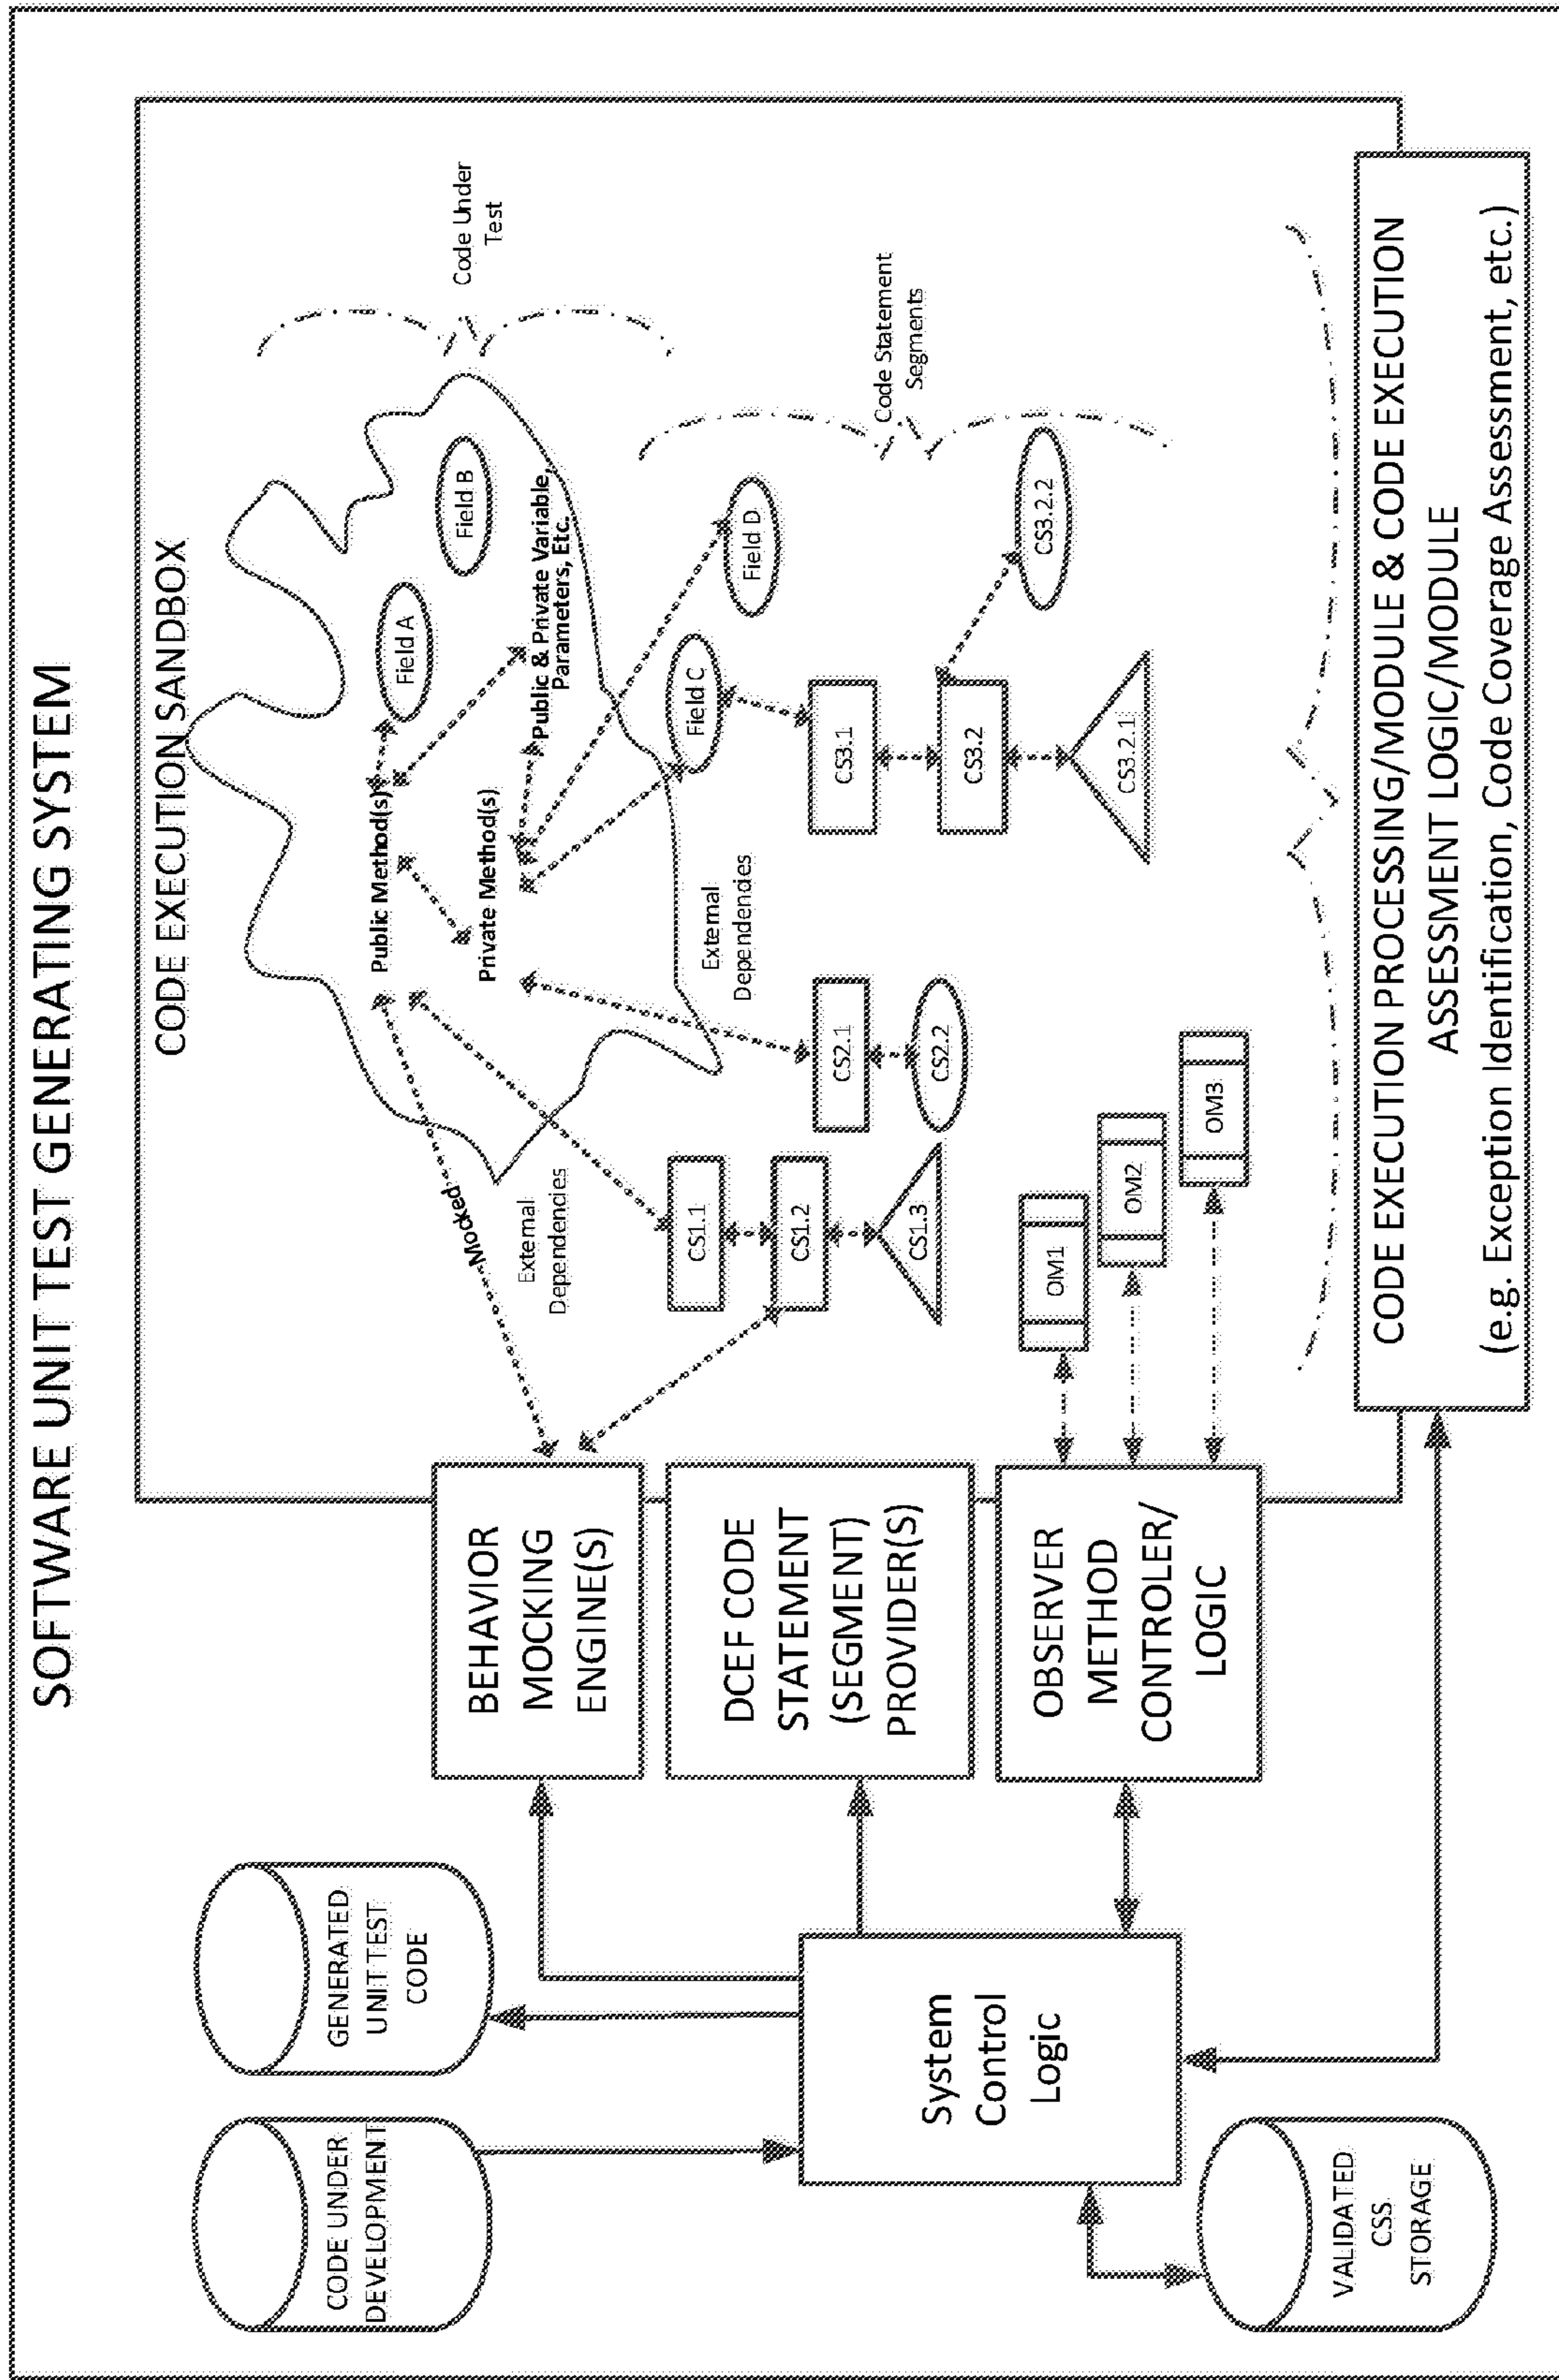 SOFTWARE UNIT TEST GENERATING SYSTEM
CODE UNDER
DEVELOPMENT
GENERATED
UNIT TEST
CODE
System
Control
Logic
VALIDATED
CSS
STORAGE
BEHAVIOR
MOCKING
ENGINE(S)
DCEF CODE
STATEMENT
(SEGMENT)
PROVIDER(S)
OBSERVER
METHOD
CONTROLER/
LOGIC
CODE EXECUTION SANDBOX
Public Method(s)
Private Method(s)
Field A
Field B
Public & Private Variable,
Parameters, Etc.
Field C
Field D
Code Under
Test
Mocked
External
Dependencies
External
Dependencies
CS1.1
CS1.2
CS1.3
CS2.1
CS2.2
CS3.1
CS3.2
CS3.2.1
CS3.2.2
Code Statement
Segments
OM1
OM2
OM3
CODE EXECUTION PROCESSING/MODULE & CODE EXECUTION
ASSESSMENT LOGIC/MODULE
(e.g. Exception Identification, Code Coverage Assessment, etc.)